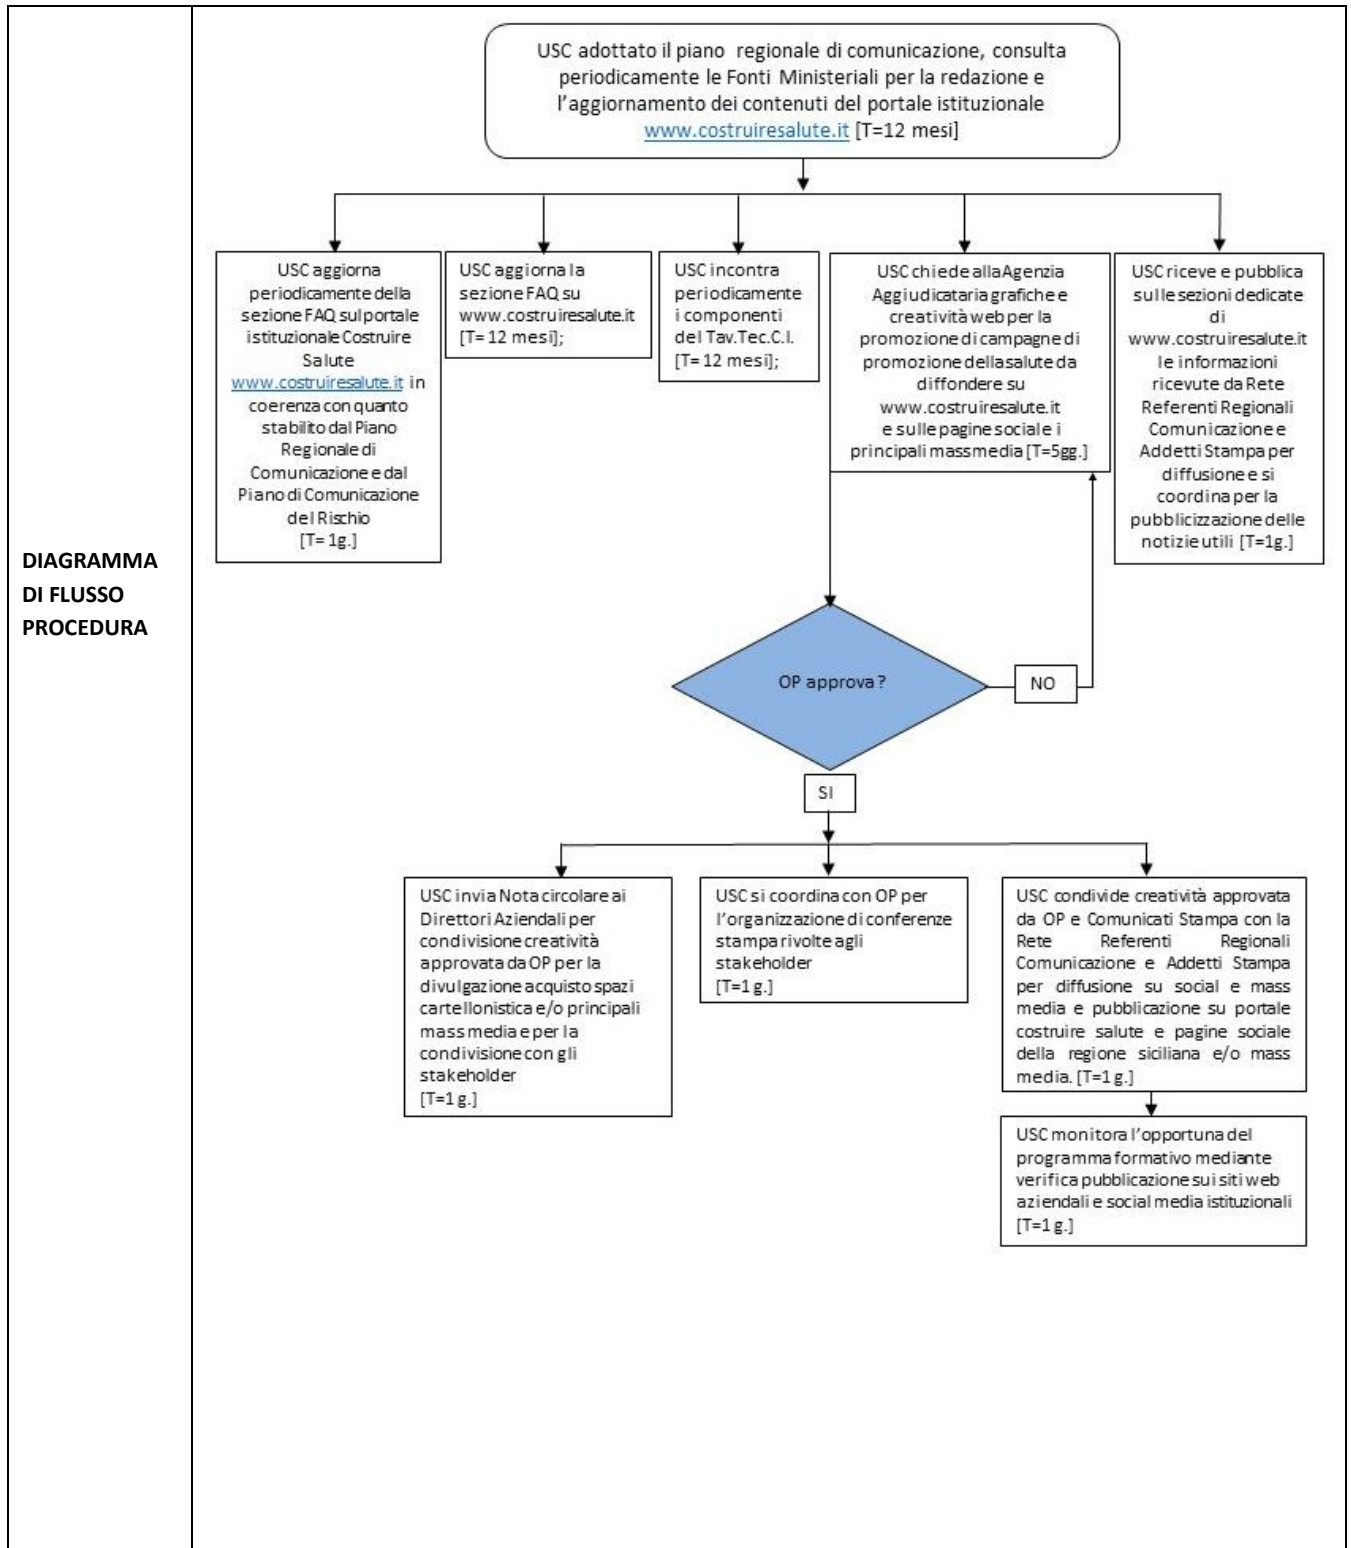 DIAGRAMMA
DI FLUSSO
PROCEDURA
USC adottato il piano regionale di comunicazione, consulta
periodicamente le Fonti Ministeriali per la redazione e
l'aggiornamento dei contenuti del portale istituzionale
www.costruiresalute.it [T=12 mesi]
USC aggiorna
periodicamente della
sezione FAQ sul portale
istituzionale Costruire
Salute
www.costruiresalute.it in
coerenza con quanto
stabilito dal Piano
Regionale di
Comunicazione e dal
Piano di Comunicazione
del Rischio
[T= 1g.]
USC aggiorna la
sezione FAQ su
www.costruiresalute.it
[T= 12 mesi];
USC incontra
periodicamente
i componenti
del Tav.Tec.C.I.
[T= 12 mesi];
USC chiede alla Agenzia
Aggiudicataria grafiche e
creatività web per la
promozione di campagne di
promozione della salute da
diffondere su
www.costruiresalute.it
e sulle pagine sociale i
principali mass media [T=5gg.]
USC riceve e pubblica
sulle sezioni dedicate
di
www.costruiresalute.it
le informazioni
ricevute da Rete
Referenti Regionali
Comunicazione e
Addetti Stampa per
diffusione e si
coordina per la
pubblicizzazione delle
notizie utili [T=1g.]
OP approva?
NO
SI
USC invia Nota circolare ai
Direttori Aziendali per
condivisione creatività
approvata da OP per la
divulgazione acquisto spazi
cartellonistica e/o principali
mass media e per la
condivisione con gli
stakeholder
[T=1 g.]
USC si coordina con OP per
l'organizzazione di conferenze
stampa rivolte agli
stakeholder
[T=1 g.]
USC condivide creatività approvata
da OP e Comunicati Stampa con la
Rete Referenti Regionali
Comunicazione e Addetti Stampa
per diffusione su social e mass
media e pubblicazione su portale
costruire salute e pagine sociale
della regione siciliana e/o mass
media. [T=1 g.]
USC monitora l'opportuna del
programma formativo mediante
verifica pubblicazione sui siti web
aziendali e social media istituzionali
[T=1 g.]